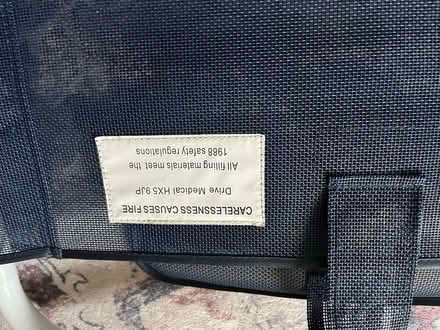 CARELESSNESS CAUSES FIRE
Drive Medical HX5 9JP
All filling materials meet the
1988 safety regulations